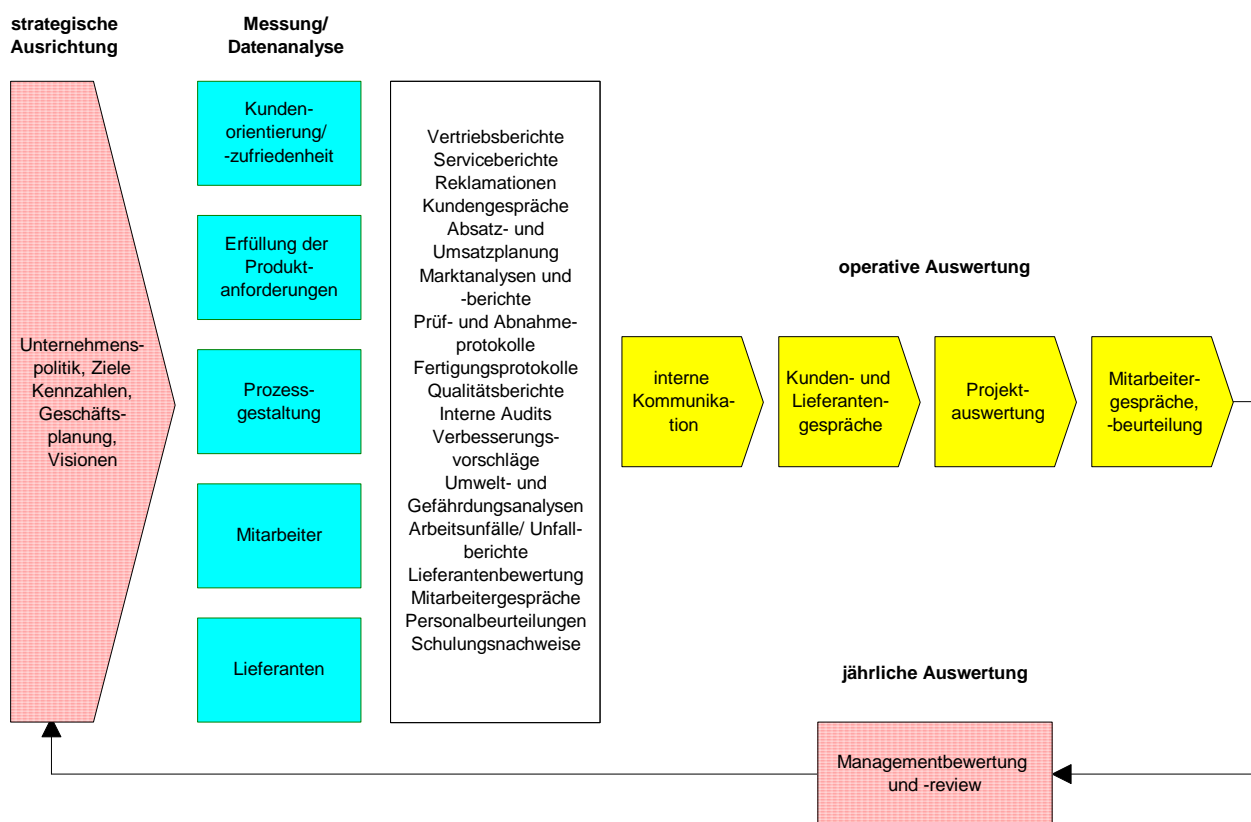 strategische
Ausrichtung
Messung/
Datenanalyse
Unternehmens-
politik, Ziele
Kennzahlen,
Geschäfts-
planung,
Visionen
Kunden-
orientierung/
-zufriedenheit
Erfüllung der
Produkt-
anforderungen
Prozess-
gestaltung
Mitarbeiter
Lieferanten
Vertriebsberichte
Serviceberichte
Reklamationen
Kundengespräche
Absatz- und
Umsatzplanung
Marktanalysen und
-berichte
Prüf- und Abnahme-
protokolle
Fertigungsprotokolle
Qualitätsberichte
Interne Audits
Verbesserungs-
vorschläge
Umwelt- und
Gefährdungsanalysen
Arbeitsunfälle/ Unfall-
berichte
Lieferantenbewertung
Mitarbeitergespräche
Personalbeurteilungen
Schulungsnachweise
operative Auswertung
interne
Kommunika-
tion
Kunden- und
Lieferanten-
gespräche
Projekt-
auswertung
Mitarbeiter-
gespräche,
-beurteilung
jährliche Auswertung
Managementbewertung
und -review